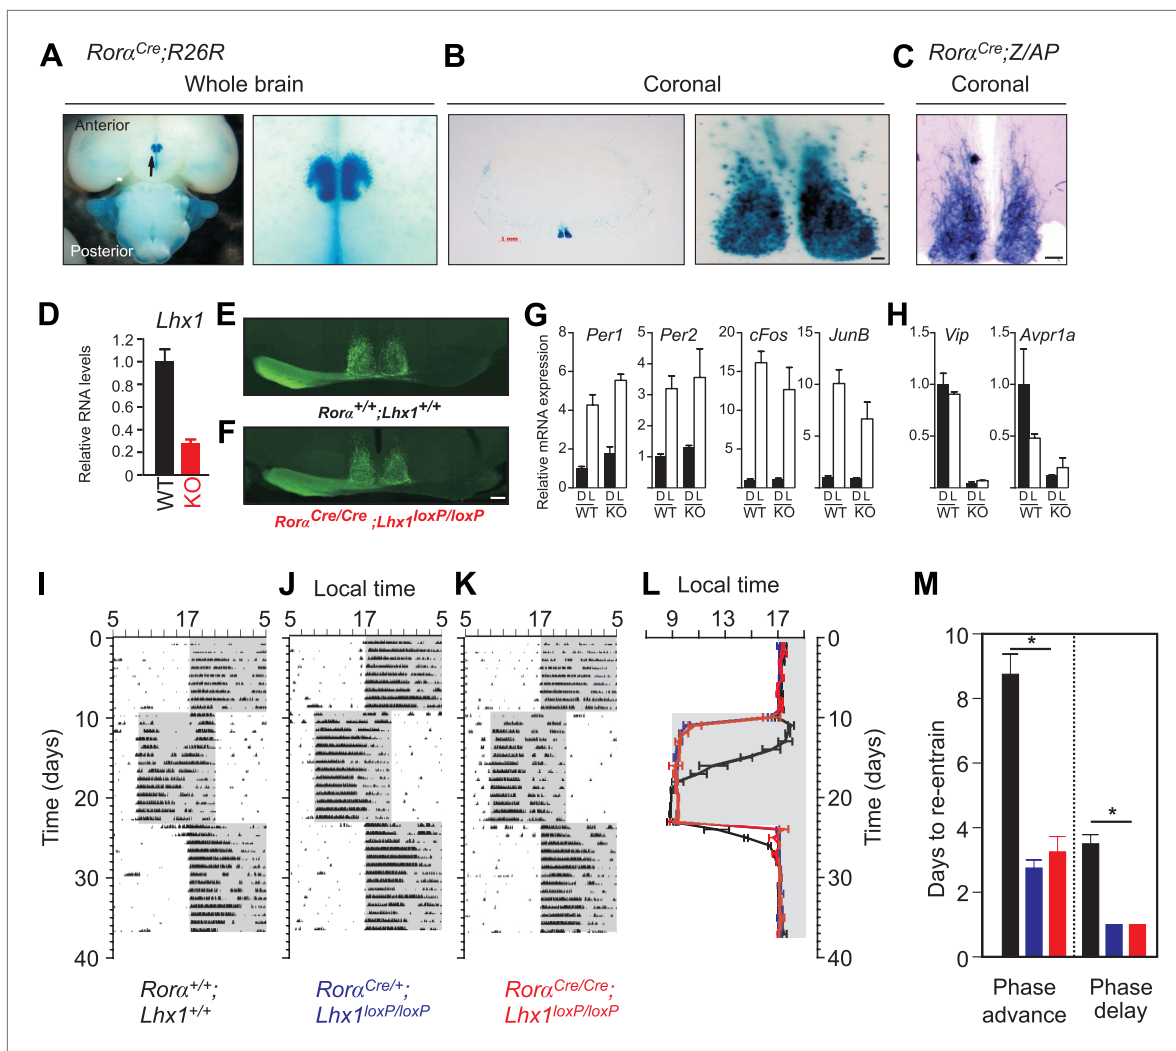 A Rorα^Cre;R26R
B
C Rorα^Cre;Z/AP
Whole brain
Coronal
Coronal
Anterior
Posterior
1 mm
D
Lhx1
Relative RNA levels
1.2
1.0
0.8
0.6
0.4
0.2
0
WT
KO
E
Rorα^+/+;Lhx1^+/+
F
Rorα^Cre/Cre;Lhx1^loxP/loxP
G
Relative mRNA expression
Per1
8
6
4
2
0
D L D L
WT KO
Per2
5
4
3
2
1
0
D L D L
WT KO
cFos
20
15
10
5
0
D L D L
WT KO
JunB
15
10
5
0
D L D L
WT KO
H
Vip
1.5
1.0
0.5
D L D L
WT KO
Avpr1a
1.5
1.0
0.5
D L D L
WT KO
I
J Local time
K
L Local time
M
5 17 5
5 17 5
5 17 5
9 13 17
Time (days)
0
10
20
30
40
Time (days)
0
10
20
30
40
Rorα^+/+;
Lhx1^+/+
Rorα^Cre/+;
Lhx1^loxP/loxP
Rorα^Cre/Cre;
Lhx1^loxP/loxP
Days to re-entrain
10
8
6
4
2
0
*
*
Phase
advance
Phase
delay